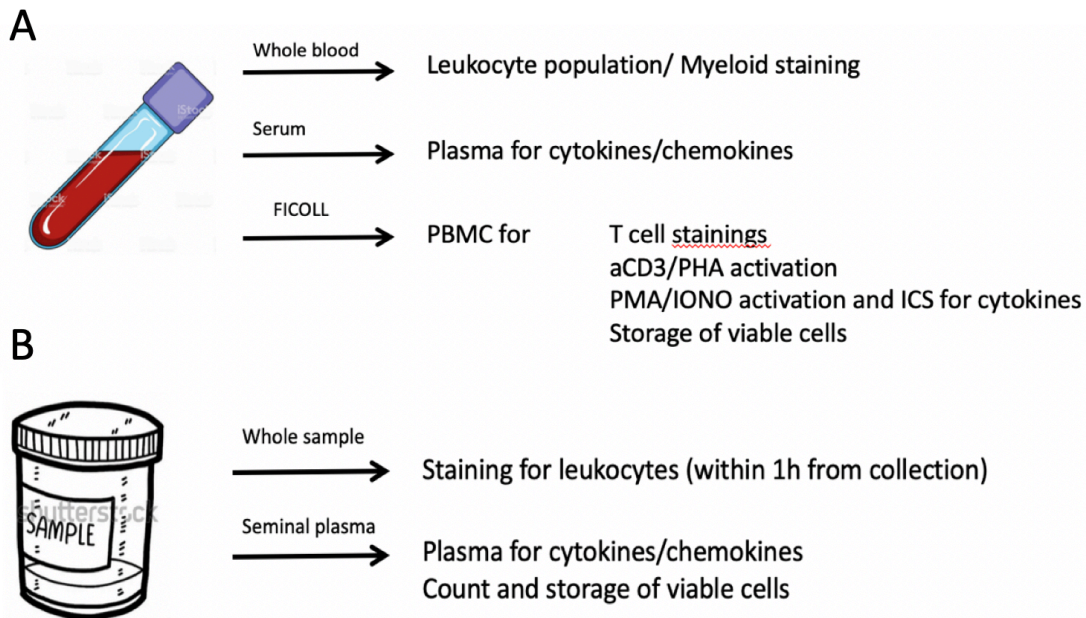 A
Whole blood
Leukocyte population/ Myeloid staining
iStock
Serum
Plasma for cytokines/chemokines
FICOLL
PBMC for T cell stainings
aCD3/PHA activation
PMA/IONO activation and ICS for cytokines
Storage of viable cells
B
Whole sample
Staining for leukocytes (within 1h from collection)
shutterstock
SAMPLE
Seminal plasma
Plasma for cytokines/chemokines
Count and storage of viable cells